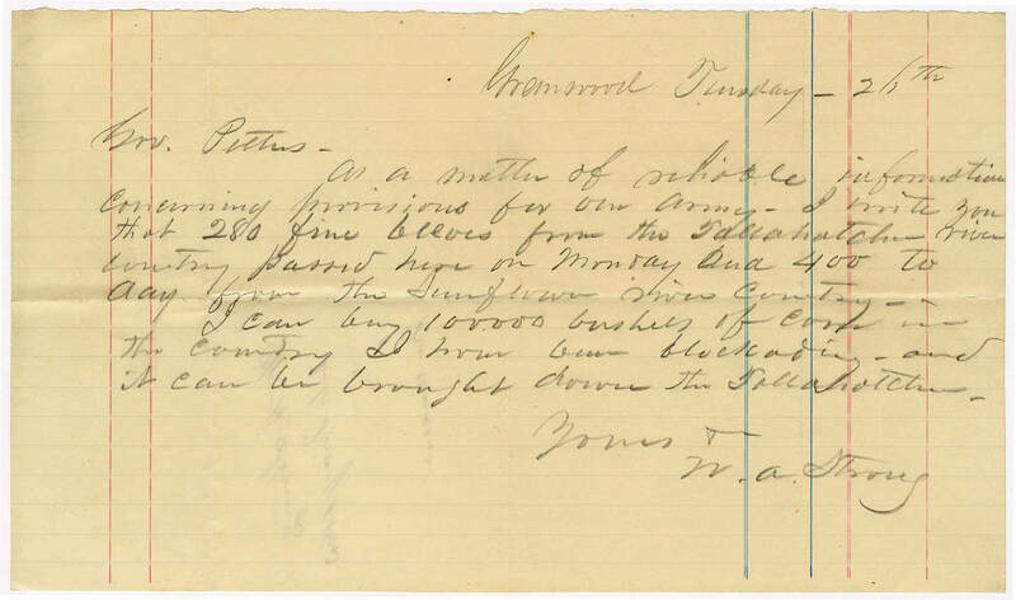 Greenwood Tuesday - 26th
Gov. Pettus -
As a matter of reliable information
concerning provisions for our army - I write you
that 280 fine beeves from the Tallahatchie river
country passed here on Monday and 400 to
day from the Sunflower river country -
I can buy 100000 bushels of corn in
the country I have been blockading - and
it can be brought down the Tallahatchie -
Yours &
W. A. Strong